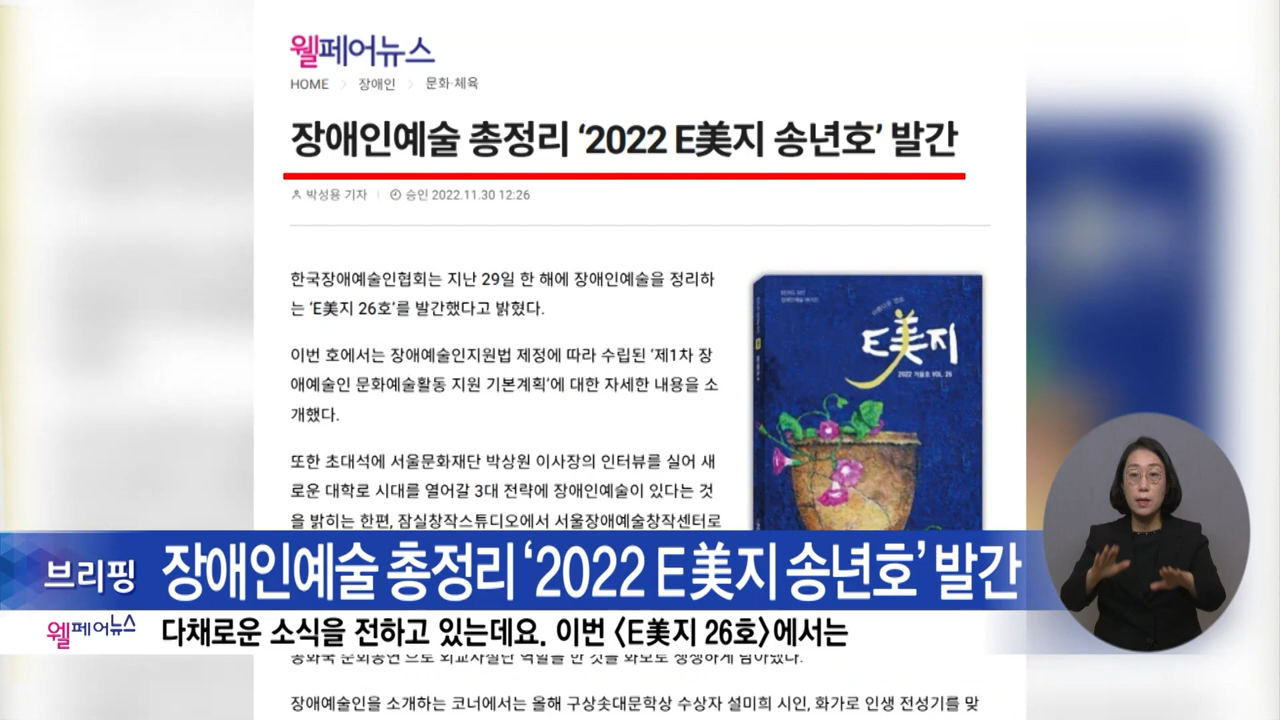 웰페어뉴스
HOME 장애인 문화·체육
장애인예술 총정리 ‘2022 E美지 송년호’ 발간
박성용 기자 승인 2022.11.30 12:26
한국장애예술인협회는 지난 29일 한 해에 장애인예술을 정리하
는 ‘E美지 26호’를 발간했다고 밝혔다.
이번 호에서는 장애예술인지원법 제정에 따라 수립된 ‘제1차 장
애예술인 문화예술활동 지원 기본계획’에 대한 자세한 내용을 소
개했다.
또한 초대석에 서울문화재단 박상원 이사장의 인터뷰를 실어 새
로운 대학로 시대를 열어갈 3대 전략에 장애인예술이 있다는 것
을 밝히는 한편, 잠실창작스튜디오에서 서울장애예술창작센터로
E美지
2022 겨울호 VOL. 26
브리핑 장애인예술 총정리 ‘2022 E美지 송년호’ 발간
웰페어뉴스 다채로운 소식을 전하고 있는데요. 이번 <E美지 26호>에서는
장애예술인을 소개하는 코너에서는 올해 구상솟대문학상 수상자 설미희 시인, 화가로 인생 전성기를 맞